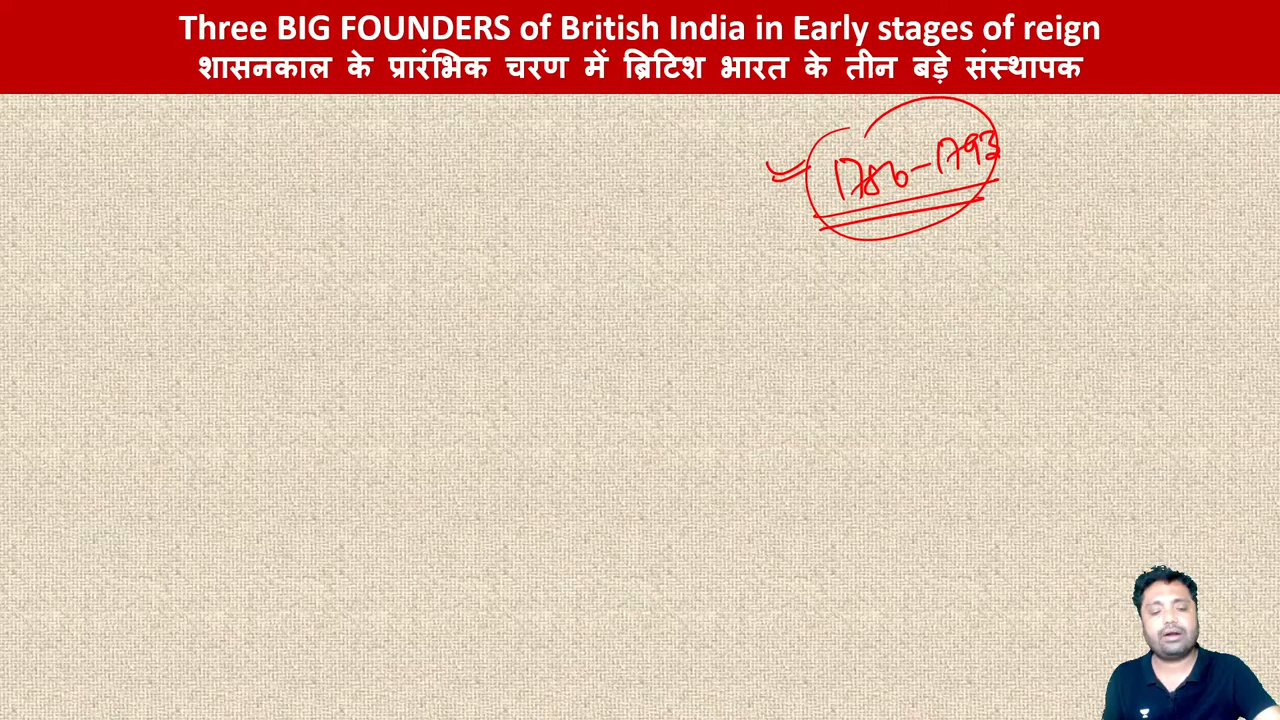 Three BIG FOUNDERS of British India in Early stages of reign
शासनकाल के प्रारंभिक चरण में ब्रिटिश भारत के तीन बड़े संस्थापक
1786-1793